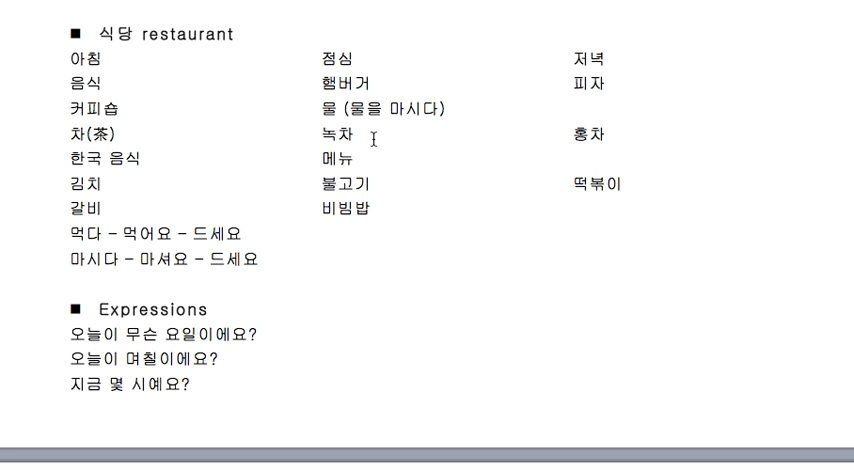 ■ 식당 restaurant
아침 점심 저녁
음식 햄버거 피자
커피숍 물 (물을 마시다)
차(茶) 녹차 홍차
한국 음식 메뉴
김치 불고기 떡볶이
갈비 비빔밥
먹다 – 먹어요 – 드세요
마시다 – 마셔요 – 드세요
■ Expressions
오늘이 무슨 요일이에요?
오늘이 며칠이에요?
지금 몇 시예요?